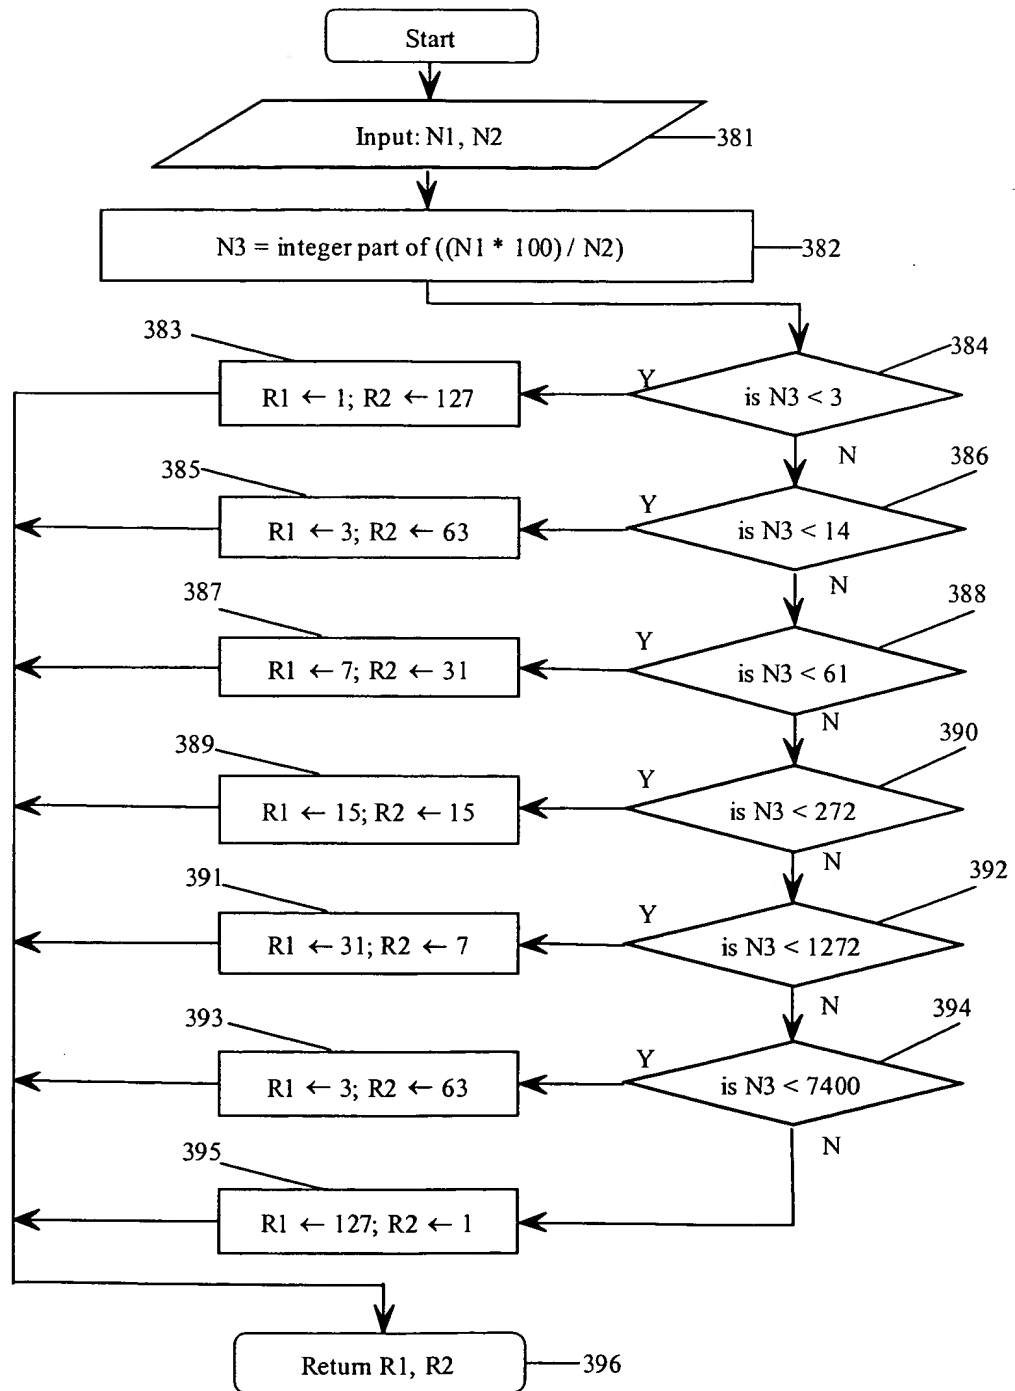 Start
Input: N1, N2
381
N3 = integer part of ((N1 * 100) / N2)
382
383
384
R1 ← 1; R2 ← 127
Y
is N3 < 3
N
385
386
R1 ← 3; R2 ← 63
Y
is N3 < 14
N
387
388
R1 ← 7; R2 ← 31
Y
is N3 < 61
N
389
390
R1 ← 15; R2 ← 15
Y
is N3 < 272
N
391
392
R1 ← 31; R2 ← 7
Y
is N3 < 1272
N
393
394
R1 ← 3; R2 ← 63
Y
is N3 < 7400
N
395
R1 ← 127; R2 ← 1
Return R1, R2
396